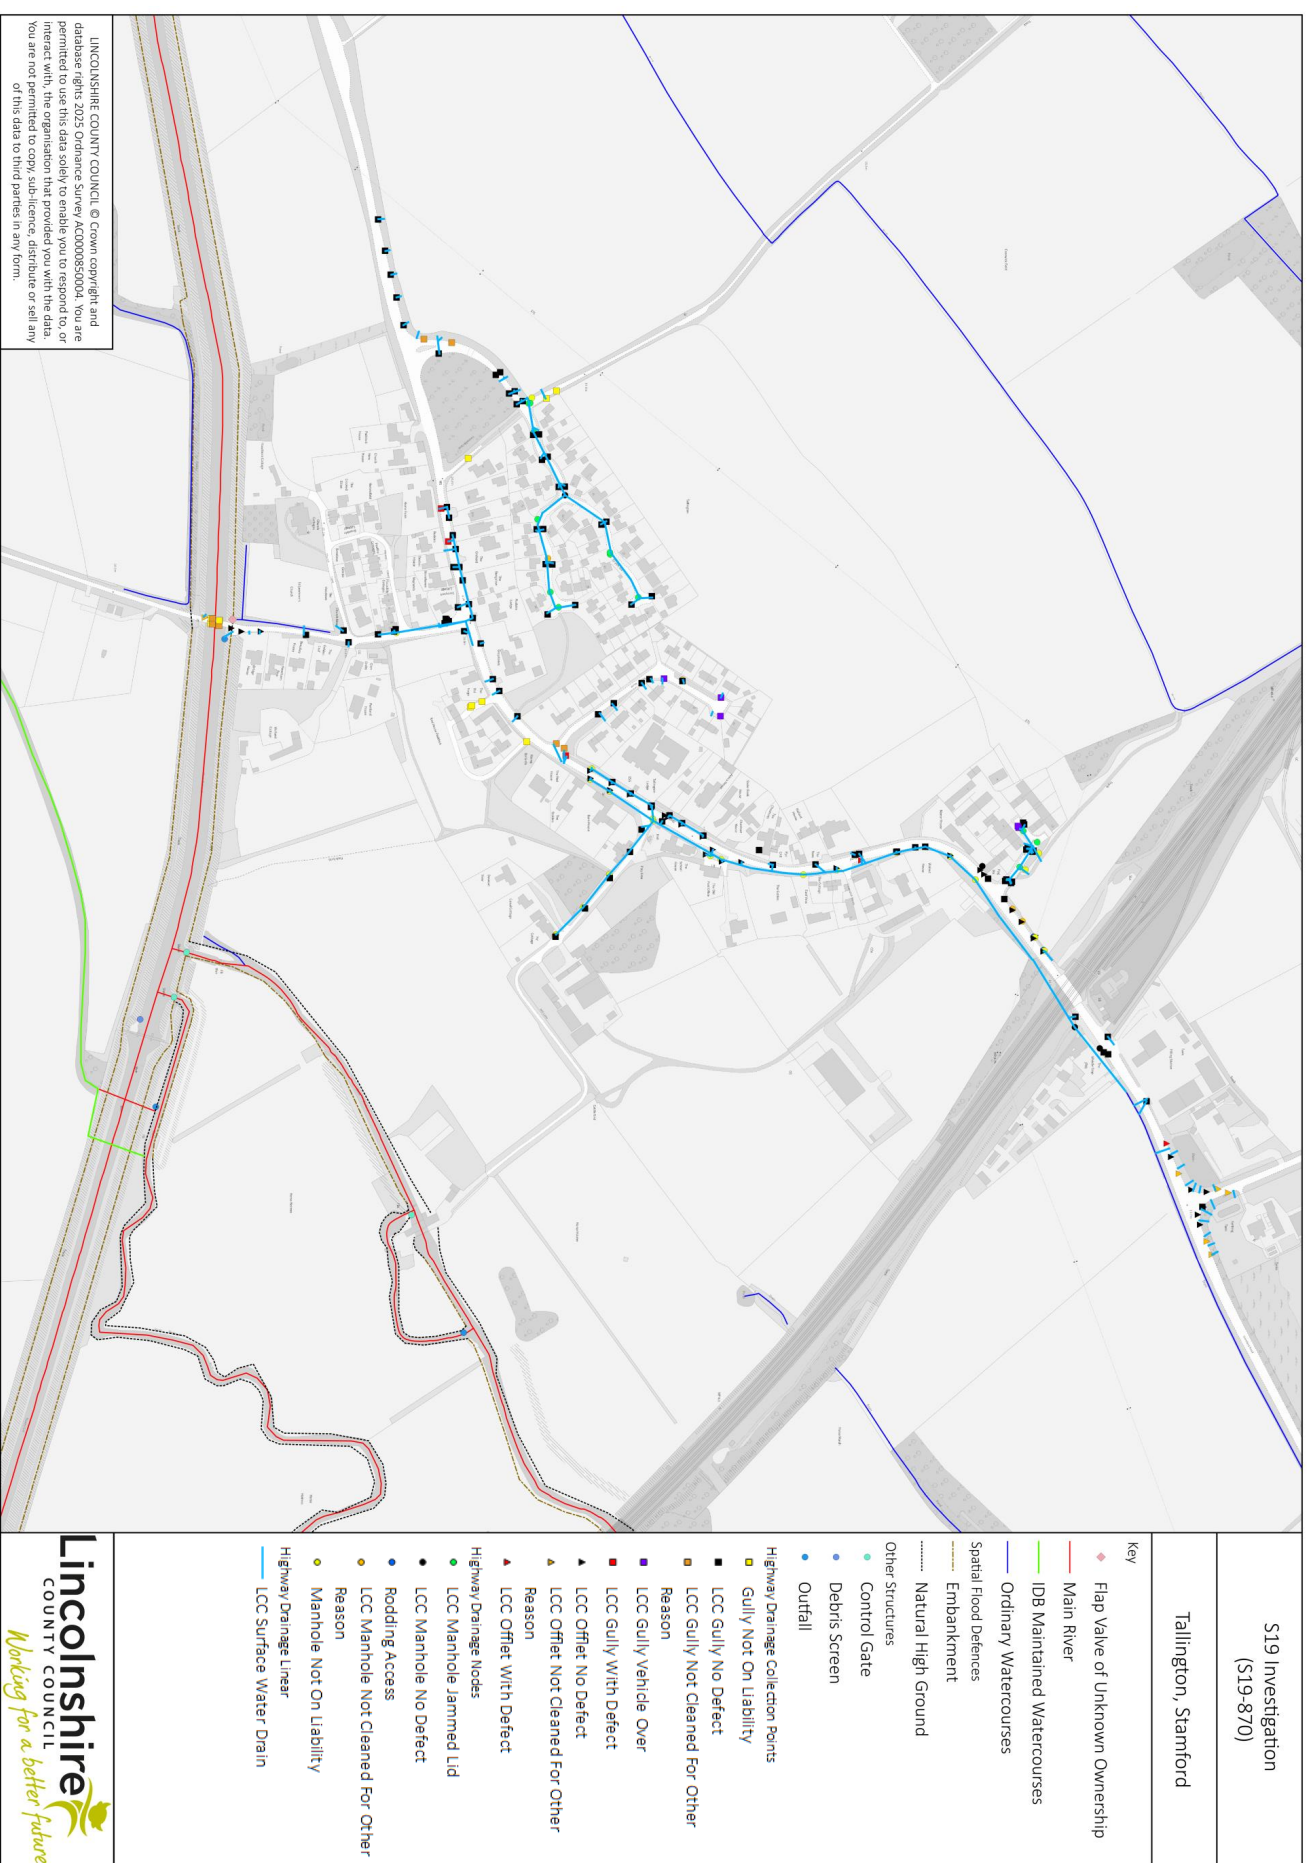 S19 Investigation
(S19-870)
Tallington, Stamford
Key
Flap Valve of Unknown Ownership
Main River
IDB Maintained Watercourses
Ordinary Watercourses
Spatial Flood Defences
Embankment
Natural High Ground
Other Structures
Control Gate
Debris Screen
Outfall
Highway Drainage Collection Points
Gully Not On Liability
LCC Gully No Defect
LCC Gully Not Cleaned For Other
Reason
LCC Gully Vehicle Over
LCC Gully With Defect
LCC Offlet No Defect
LCC Offlet Not Cleaned For Other
Reason
LCC Offlet With Defect
Highway Drainage Nodes
LCC Manhole Jammed Lid
LCC Manhole No Defect
Rodding Access
LCC Manhole Not Cleaned For Other
Reason
Manhole Not On Liability
Highway Drainage Linear
LCC Surface Water Drain
Lincolnshire
COUNTY COUNCIL
Working for a better future
LINCOLNSHIRE COUNTY COUNCIL © Crown copyright and
database rights 2025 Ordnance Survey AC0000850004. You are
permitted to use this data solely to enable you to respond to, or
interact with, the organisation that provided you with the data.
You are not permitted to copy, sub-licence, distribute or sell any
of this data to third parties in any form.